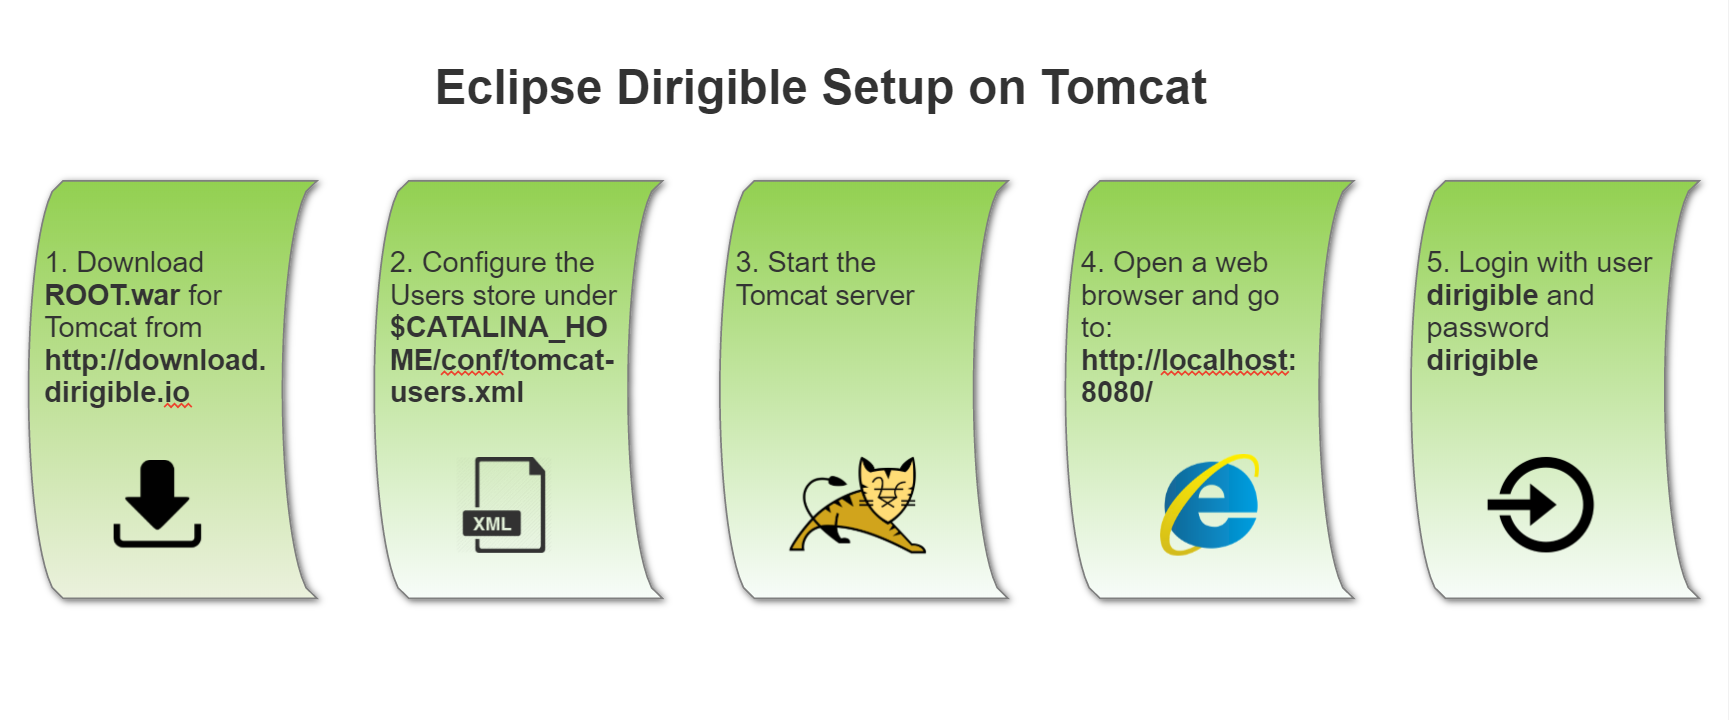 Eclipse Dirigible Setup on Tomcat
1. Download
ROOT.war for
Tomcat from
http://download.
dirigible.io
2. Configure the
Users store under
$CATALINA_HO
ME/conf/tomcat-
users.xml
XML
3. Start the
Tomcat server
4. Open a web
browser and go
to:
http://localhost:
8080/
5. Login with user
dirigible and
password
dirigible